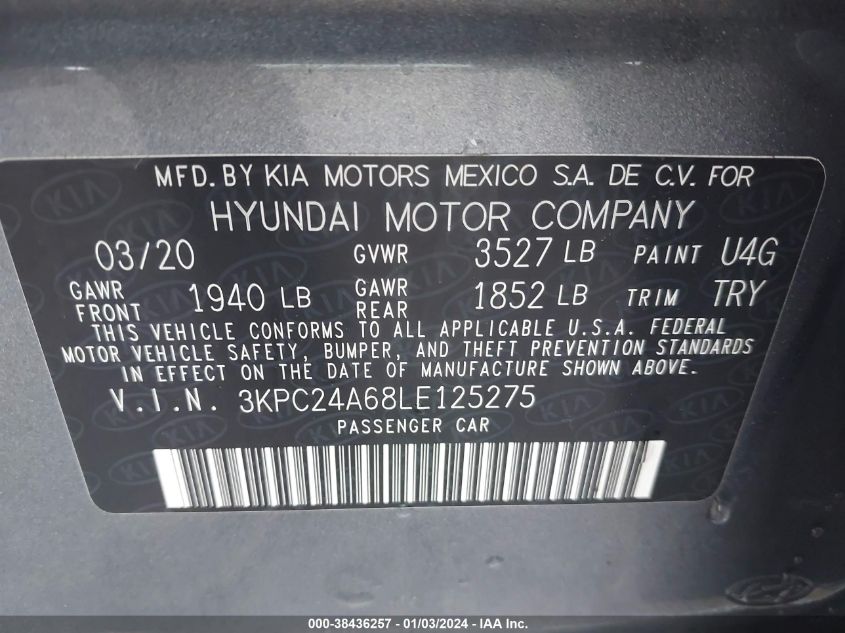 MFD. BY KIA MOTORS MEXICO S.A. DE C.V. FOR
HYUNDAI MOTOR COMPANY
03/20 GVWR 3527 LB PAINT U4G
GAWR FRONT 1940 LB GAWR REAR 1852 LB TRIM TRY
THIS VEHICLE CONFORMS TO ALL APPLICABLE U.S.A. FEDERAL
MOTOR VEHICLE SAFETY, BUMPER, AND THEFT PREVENTION STANDARDS
IN EFFECT ON THE DATE OF MANUFACTURE SHOWN ABOVE.
V.I.N. 3KPC24A68LE125275
PASSENGER CAR
000-38436257 - 01/03/2024 - IAA Inc.